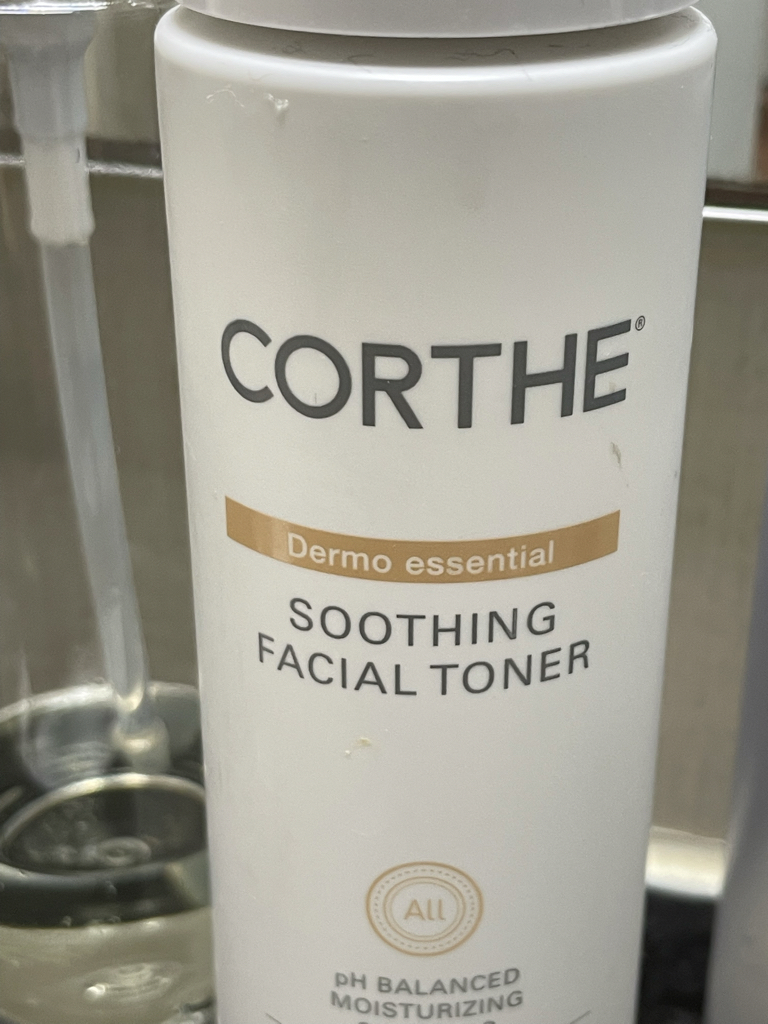 CORTHE®
Dermo essential
SOOTHING
FACIAL TONER
All
pH BALANCED
MOISTURIZING